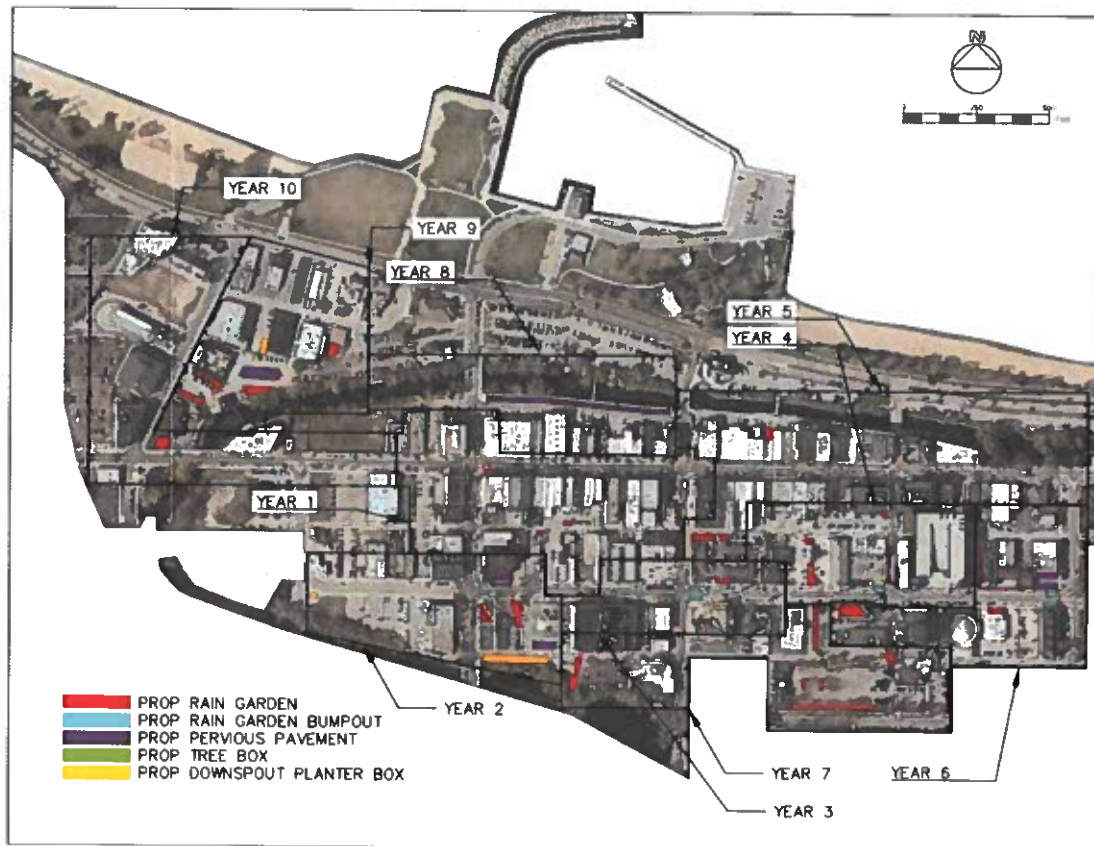 N
YEAR 10
YEAR 9
YEAR 8
YEAR 5
YEAR 4
YEAR 1
YEAR 2
YEAR 7
YEAR 6
YEAR 3
PROP RAIN GARDEN
PROP RAIN GARDEN BUMPOUT
PROP PERVIOUS PAVEMENT
PROP TREE BOX
PROP DOWNSPOUT PLANTER BOX